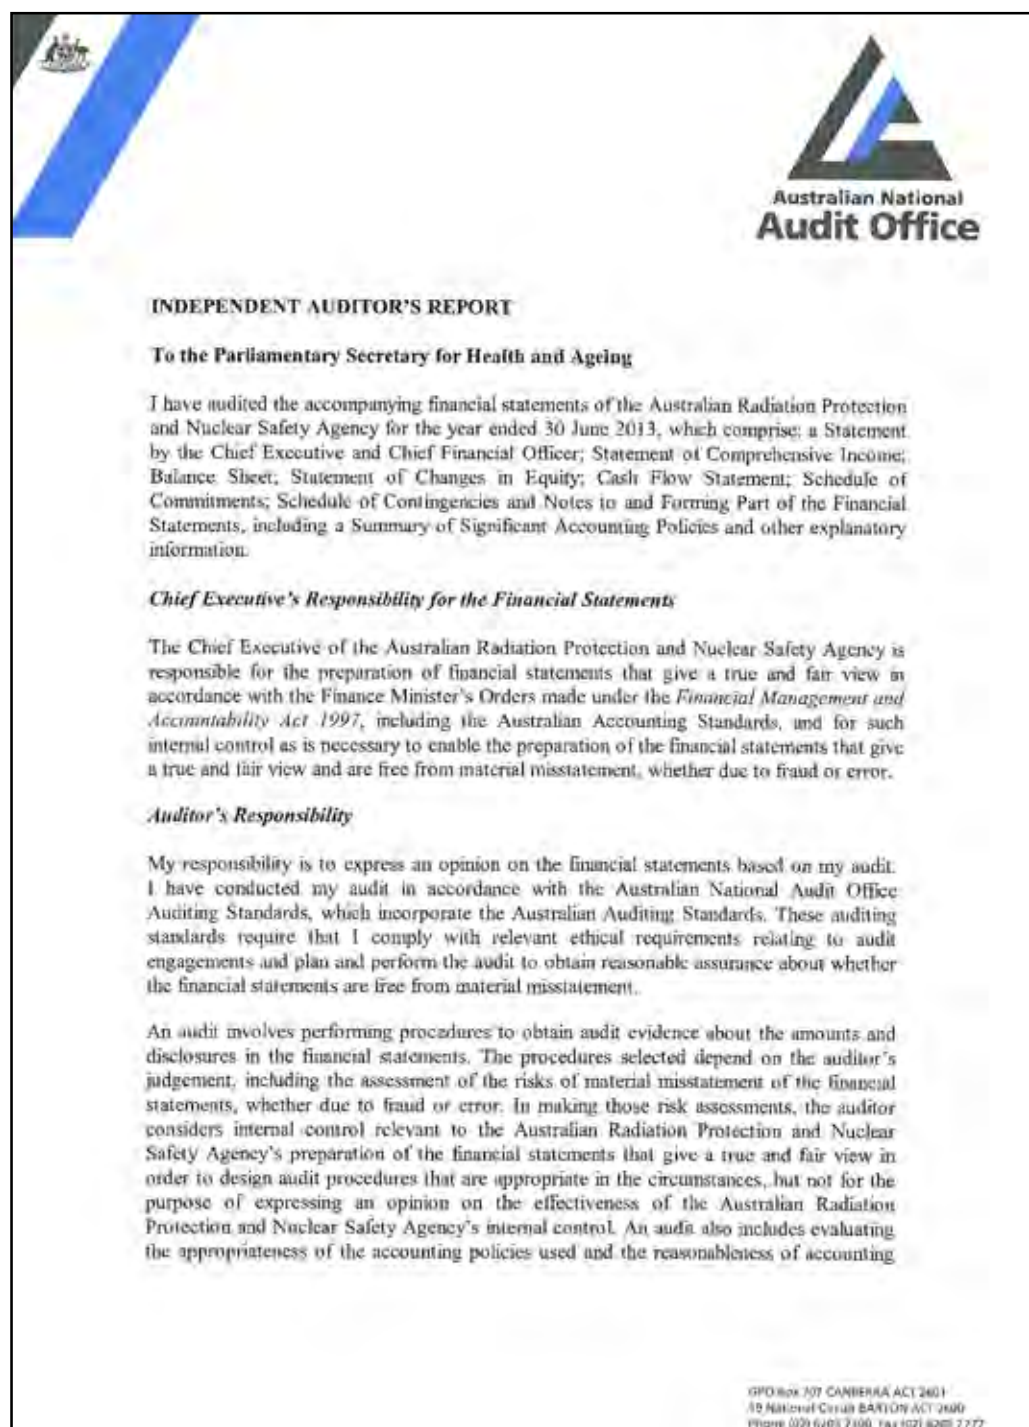 Australian National
Audit Office
INDEPENDENT AUDITOR'S REPORT
To the Parliamentary Secretary for Health and Ageing
I have audited the accompanying financial statements of the Australian Radiation Protection
and Nuclear Safety Agency for the year ended 30 June 2013, which comprise: a Statement
by the Chief Executive and Chief Financial Officer; Statement of Comprehensive Income;
Balance Sheet; Statement of Changes in Equity; Cash Flow Statement; Schedule of
Commitments; Schedule of Contingencies and Notes to and Forming Part of the Financial
Statements, including a Summary of Significant Accounting Policies and other explanatory
information.
Chief Executive's Responsibility for the Financial Statements
The Chief Executive of the Australian Radiation Protection and Nuclear Safety Agency is
responsible for the preparation of financial statements that give a true and fair view in
accordance with the Finance Minister's Orders made under the Financial Management and
Accountability Act 1997, including the Australian Accounting Standards, and for such
internal control as is necessary to enable the preparation of the financial statements that give
a true and fair view and are free from material misstatement, whether due to fraud or error.
Auditor's Responsibility
My responsibility is to express an opinion on the financial statements based on my audit.
I have conducted my audit in accordance with the Australian National Audit Office
Auditing Standards, which incorporate the Australian Auditing Standards. These auditing
standards require that I comply with relevant ethical requirements relating to audit
engagements and plan and perform the audit to obtain reasonable assurance about whether
the financial statements are free from material misstatement.
An audit involves performing procedures to obtain audit evidence about the amounts and
disclosures in the financial statements. The procedures selected depend on the auditor's
judgement, including the assessment of the risks of material misstatement of the financial
statements, whether due to fraud or error. In making those risk assessments, the auditor
considers internal control relevant to the Australian Radiation Protection and Nuclear
Safety Agency's preparation of the financial statements that give a true and fair view in
order to design audit procedures that are appropriate in the circumstances, but not for the
purpose of expressing an opinion on the effectiveness of the Australian Radiation
Protection and Nuclear Safety Agency's internal control. An audit also includes evaluating
the appropriateness of the accounting policies used and the reasonableness of accounting
GPO Box 707 CANBERRA ACT 2601
19 National Circuit BARTON ACT 2600
Phone (02) 6203 7300 Fax (02) 6203 7777